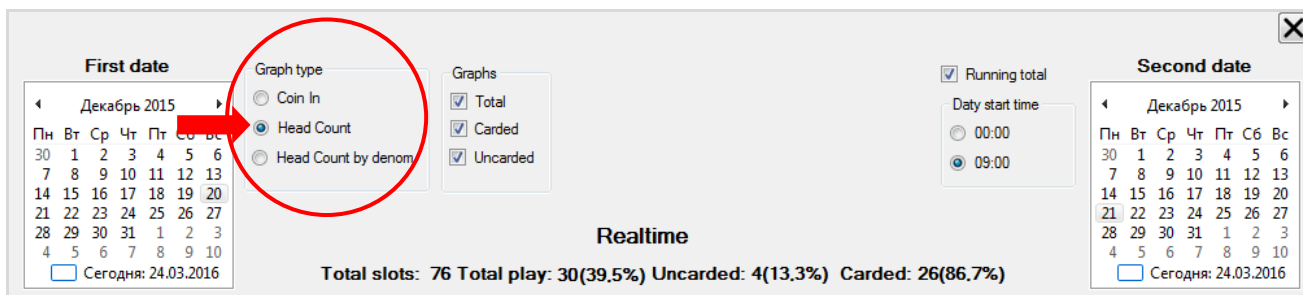 First date
Декабрь 2015
Пн Вт Ср Чт Пт Сб Вс
30 1 2 3 4 5 6
7 8 9 10 11 12 13
14 15 16 17 18 19 20
21 22 23 24 25 26 27
28 29 30 31 1 2 3
4 5 6 7 8 9 10
Сегодня: 24.03.2016
Graph type
Coin In
Head Count
Head Count by denom
Graphs
Total
Carded
Uncarded
Running total
Daty start time
00:00
09:00
Second date
Декабрь 2015
Пн Вт Ср Чт Пт Сб Вс
30 1 2 3 4 5 6
7 8 9 10 11 12 13
14 15 16 17 18 19 20
21 22 23 24 25 26 27
28 29 30 31 1 2 3
4 5 6 7 8 9 10
Сегодня: 24.03.2016
Realtime
Total slots: 76 Total play: 30(39.5%) Uncarded: 4(13.3%) Carded: 26(86.7%)